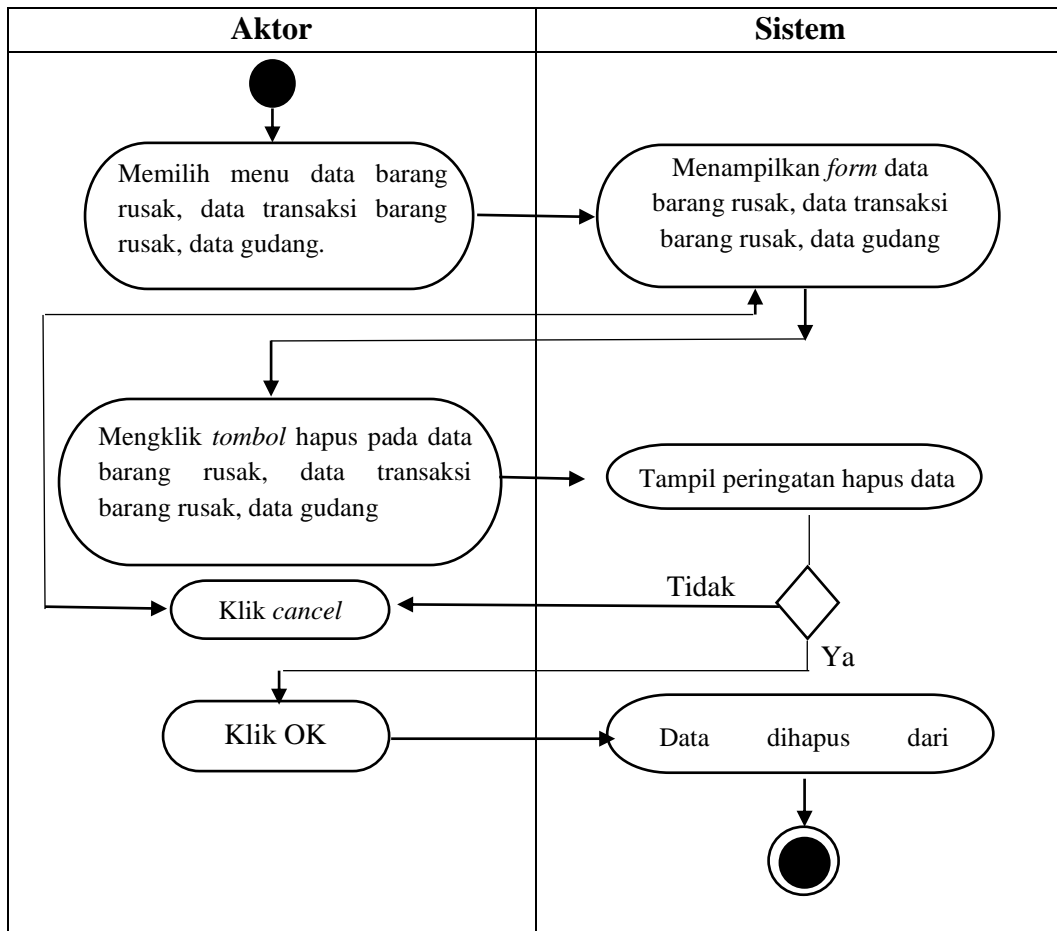 Aktor
Sistem
Memilih menu data barang
rusak, data transaksi barang
rusak, data gudang.
Menampilkan form data
barang rusak, data transaksi
barang rusak, data gudang
Mengklik tombol hapus pada data
barang rusak, data transaksi
barang rusak, data gudang
Tampil peringatan hapus data
Tidak
Klik cancel
Ya
Klik OK
Data dihapus dari